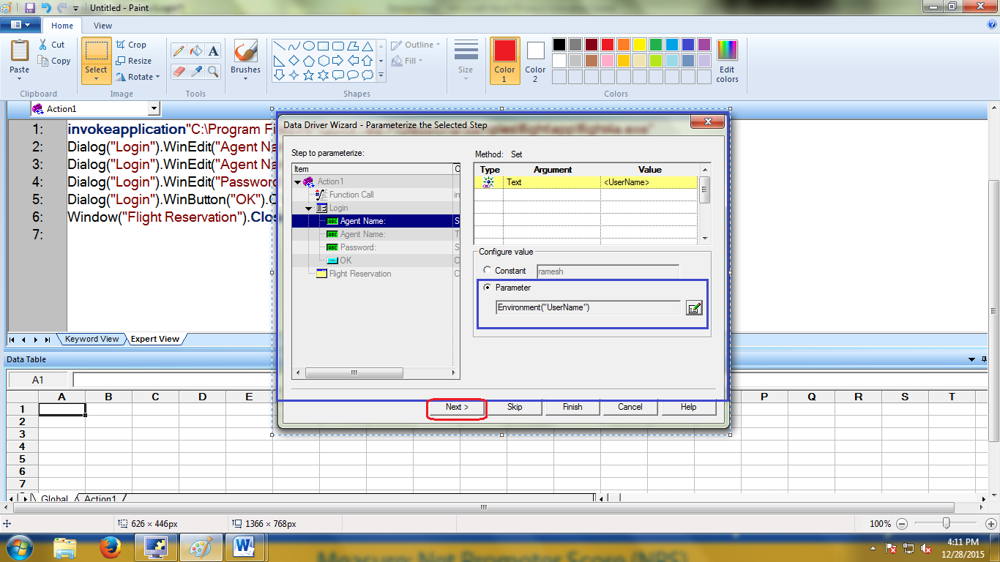 Untitled - Paint
Home View
Paste Cut Copy Select Crop Resize Rotate Brushes Outline Fill Size Color 1 Color 2 Edit colors
Clipboard Image Tools Shapes Colors
Action1
1: invokeapplication"C:\Program Fi
2: Dialog("Login").WinEdit("Agent Na
3: Dialog("Login").WinEdit("Agent Na
4: Dialog("Login").WinEdit("Password
5: Dialog("Login").WinButton("OK").C
6: Window("Flight Reservation").Close
7:
Keyword View Expert View
Data Driver Wizard - Parameterize the Selected Step
Step to parameterize:
Item
Action1
Function Call in
Login
Agent Name: S
Agent Name: T
Password: S
OK C
Flight Reservation C
Method: Set
Type Argument Value
Text <UserName>
Configure value
Constant ramesh
Parameter
Environment("UserName")
Next > Skip Finish Cancel Help
Data Table
A1
A B C D E P Q R S T
1
2
3
4
5
6
7
Global Action1
626 × 446px 1366 × 768px 100%
4:11 PM
12/28/2015